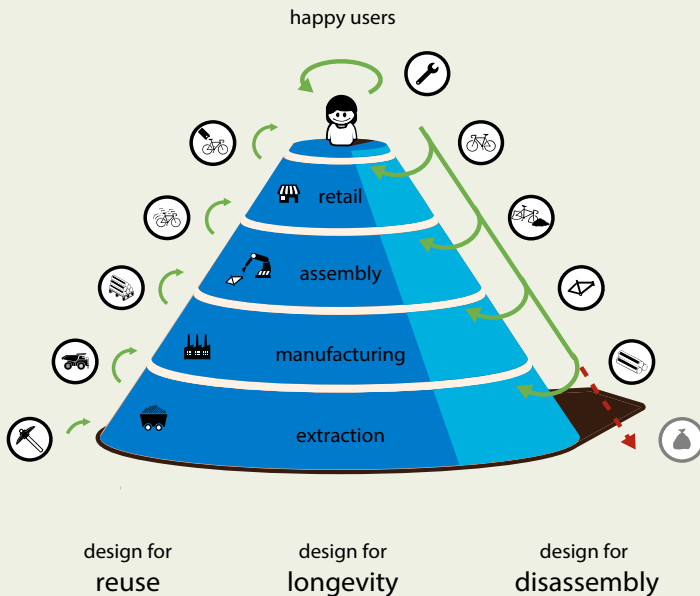 happy users
retail
assembly
manufacturing
extraction
design for
reuse
design for
longevity
design for
disassembly